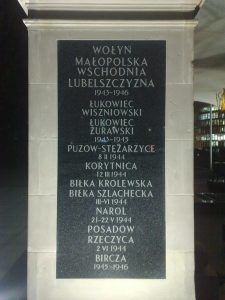 WOŁYŃ
MAŁOPOLSKA
WSCHODNIA
LUBELSZCZYZNA
1943-1946
ŁUKOWIEC
WISZNIOWSKI
ŁUKOWIEC
ŻURAWSKI
1943-1945
PUZÓW-STĘŻARZYCE
8 II 1944
KORYTNICA
12 III 1944
BIŁKA KRÓLEWSKA
BIŁKA SZLACHECKA
III-VI 1944
NAROL
21-22 V 1944
POSADÓW
RZECZYCA
2 VI 1944
BIRCZA
1945-1946